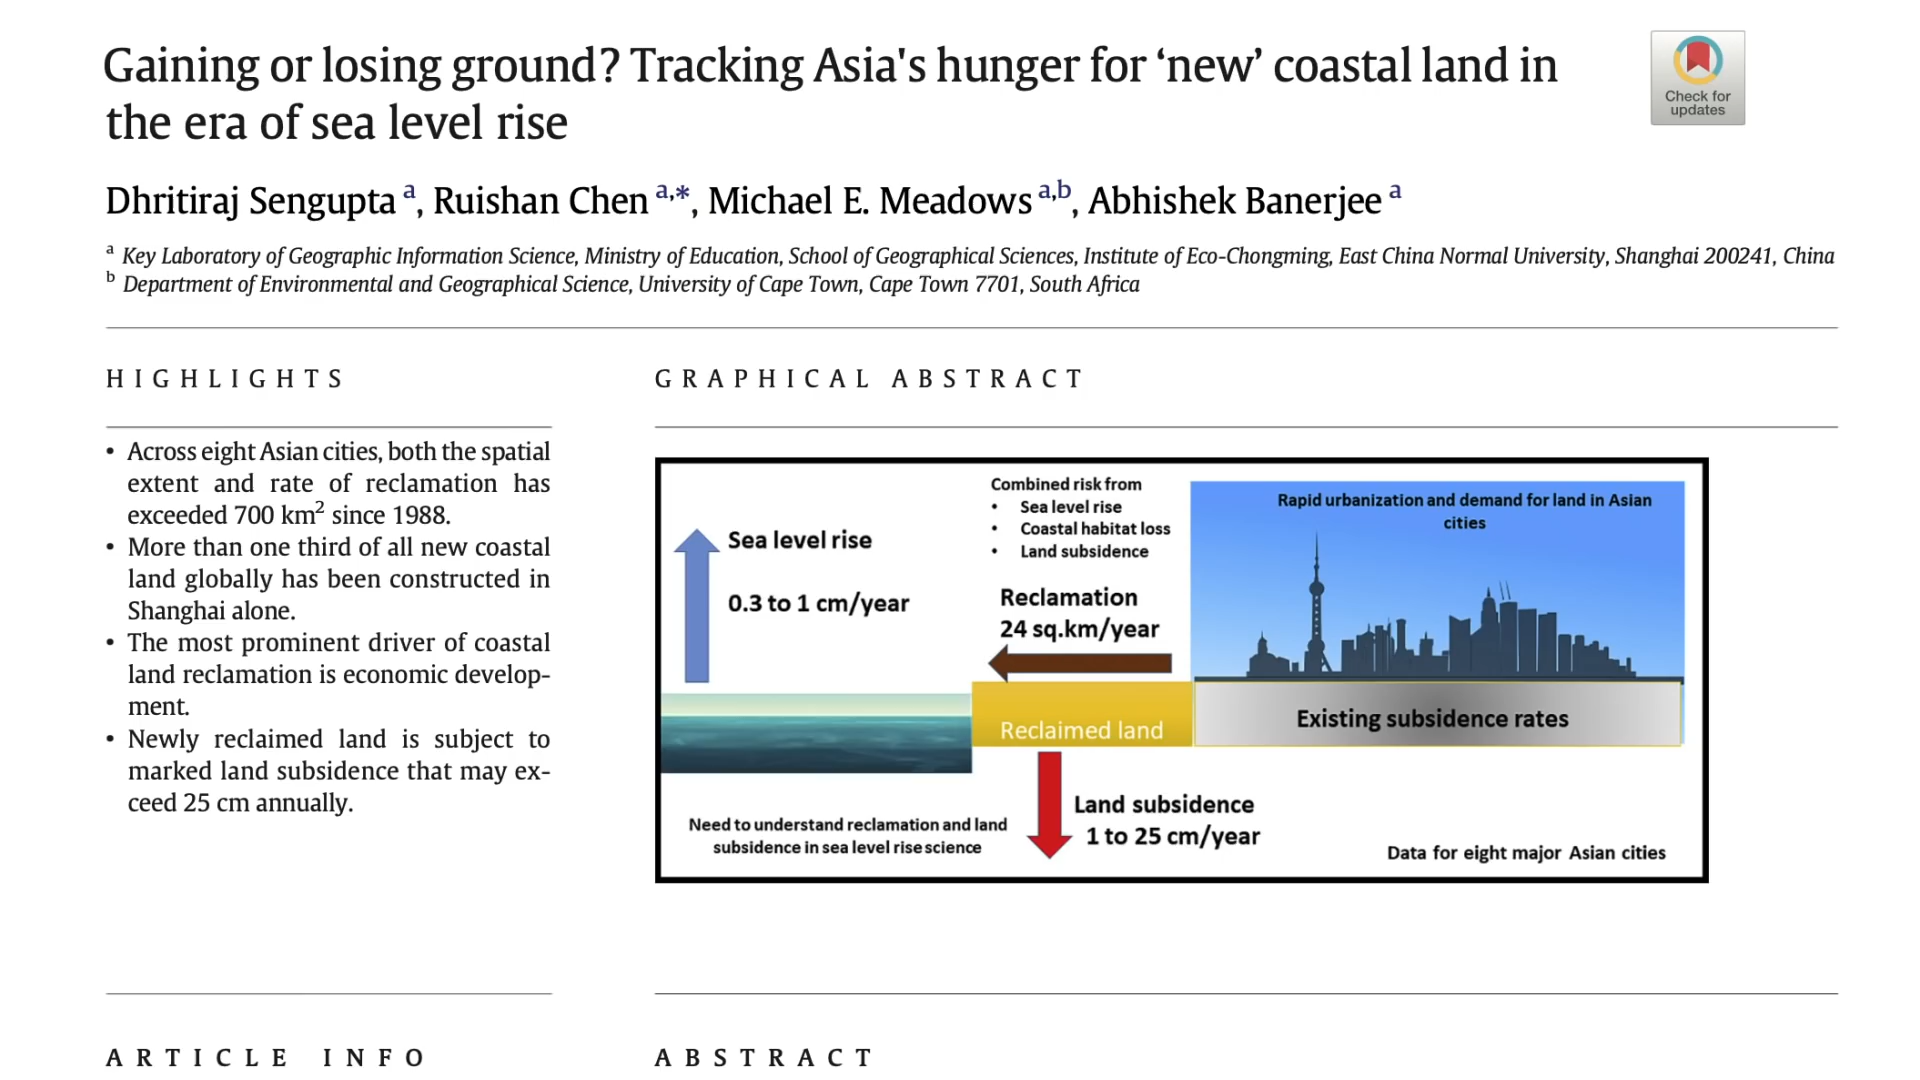 Gaining or losing ground? Tracking Asia's hunger for ‘new’ coastal land in
the era of sea level rise
Check for
updates
Dhritiraj Sengupta a, Ruishan Chen a,*, Michael E. Meadows a,b, Abhishek Banerjee a
a Key Laboratory of Geographic Information Science, Ministry of Education, School of Geographical Sciences, Institute of Eco-Chongming, East China Normal University, Shanghai 200241, China
b Department of Environmental and Geographical Science, University of Cape Town, Cape Town 7701, South Africa
HIGHLIGHTS
• Across eight Asian cities, both the spatial
extent and rate of reclamation has
exceeded 700 km2 since 1988.
• More than one third of all new coastal
land globally has been constructed in
Shanghai alone.
• The most prominent driver of coastal
land reclamation is economic develop-
ment.
• Newly reclaimed land is subject to
marked land subsidence that may ex-
ceed 25 cm annually.
GRAPHICAL ABSTRACT
Sea level rise
0.3 to 1 cm/year
Combined risk from
• Sea level rise
• Coastal habitat loss
• Land subsidence
Reclamation
24 sq.km/year
Rapid urbanization and demand for land in Asian
cities
Reclaimed land
Existing subsidence rates
Need to understand reclamation and land
subsidence in sea level rise science
Land subsidence
1 to 25 cm/year
Data for eight major Asian cities
ARTICLE INFO
ABSTRACT